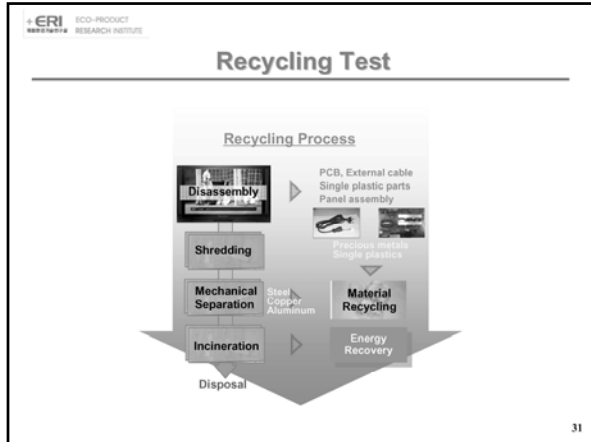 +ERI ECO-PRODUCT
RESEARCH INSTITUTE
Recycling Test
Recycling Process
Disassembly
PCB, External cable
Single plastic parts
Panel assembly
Precious metals
Single plastics
Shredding
Mechanical
Separation
Steel
Copper
Aluminum
Material
Recycling
Incineration
Energy
Recovery
Disposal
31